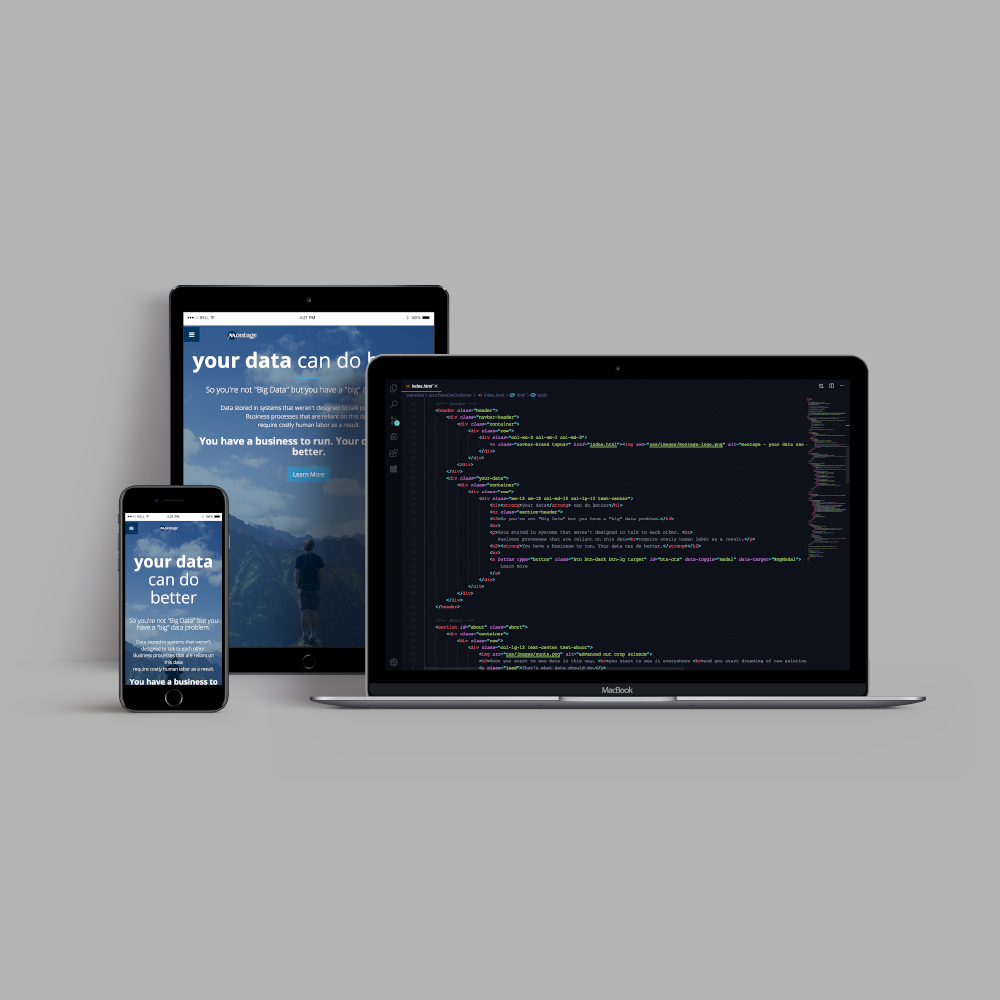 BELL 4:21 PM
Montage
your data can do
So you're not "Big Data" but you have a "big"
Data stored in systems that weren't designed to talk to
Business processes that are reliant on this
require costly human labor as a result.
You have a business to run. Your
better.
Learn More
BELL 4:21 PM
Montage
your data
can do
better
So you're not "Big Data" but you
have a "big" data problem.
Data stored in systems that weren't
designed to talk to each other.
Business processes that are reliant on
this data
require costly human labor as a result.
You have a business to
index.html
index.html > html > body
<header class="header">
<div class="navbar-header">
<div class="container">
<div class="row">
<div class="col-xs-3 col-sm-3 col-md-3">
<a class="navbar-brand topnav" href="index.html"><img src="css/images/montage-logo.png" alt="montage - your data can
</div>
</div>
</div>
</div>
<div class="your-data">
<div class="container">
<div class="row">
<div class="xs-12 sm-12 col-md-12 col-lg-12 text-center">
<h1><strong>your data</strong> can do better</h1>
<hr class="section-header">
<h3>So you're not "Big Data" but you have a "big" data problem.</h3>
<br>
<p>Data stored in systems that weren't designed to talk to each other. <br>
Business processes that are reliant on this data<br>require costly human labor as a result.</p>
<h2><strong>You have a business to run. Your data can do better.</strong></h2>
<br>
<a button type="button" class="btn btn-dark btn-lg target" id="btn-cta" data-toggle="modal" data-target="#npModal">
Learn More
</a>
</div>
</div>
</div>
</div>
</header>
<section id="about" class="about">
<div class="container">
<div class="row">
<div class="col-lg-12 text-center text-about">
<img src="css/images/quote.png" alt="advanced not crop science">
<h3>Once you start to see data in this way, <br>you start to see it everywhere <br>and you start dreaming of new solution
<p class="lead">That's what data should do.</p>
MacBook